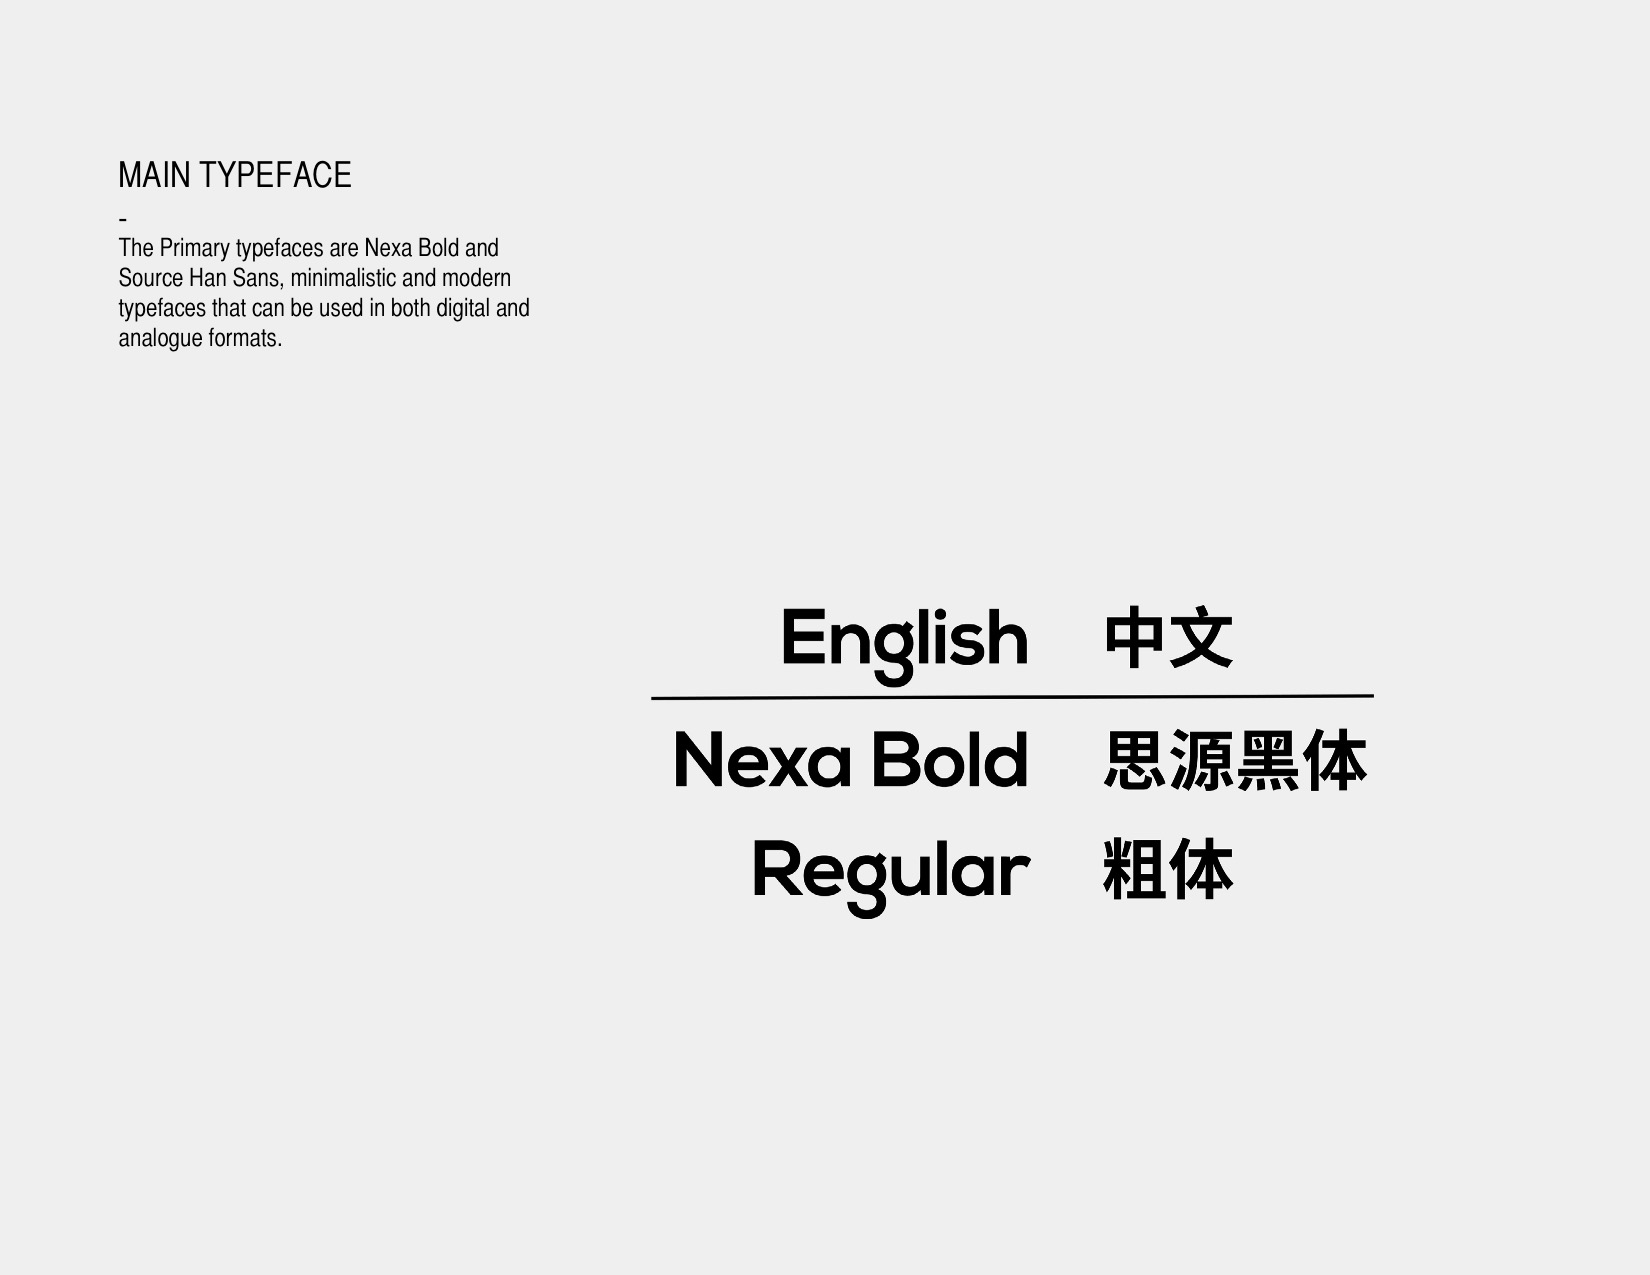 MAIN TYPEFACE
-
The Primary typefaces are Nexa Bold and
Source Han Sans, minimalistic and modern
typefaces that can be used in both digital and
analogue formats.
English 中文
Nexa Bold 思源黑体
Regular 粗体